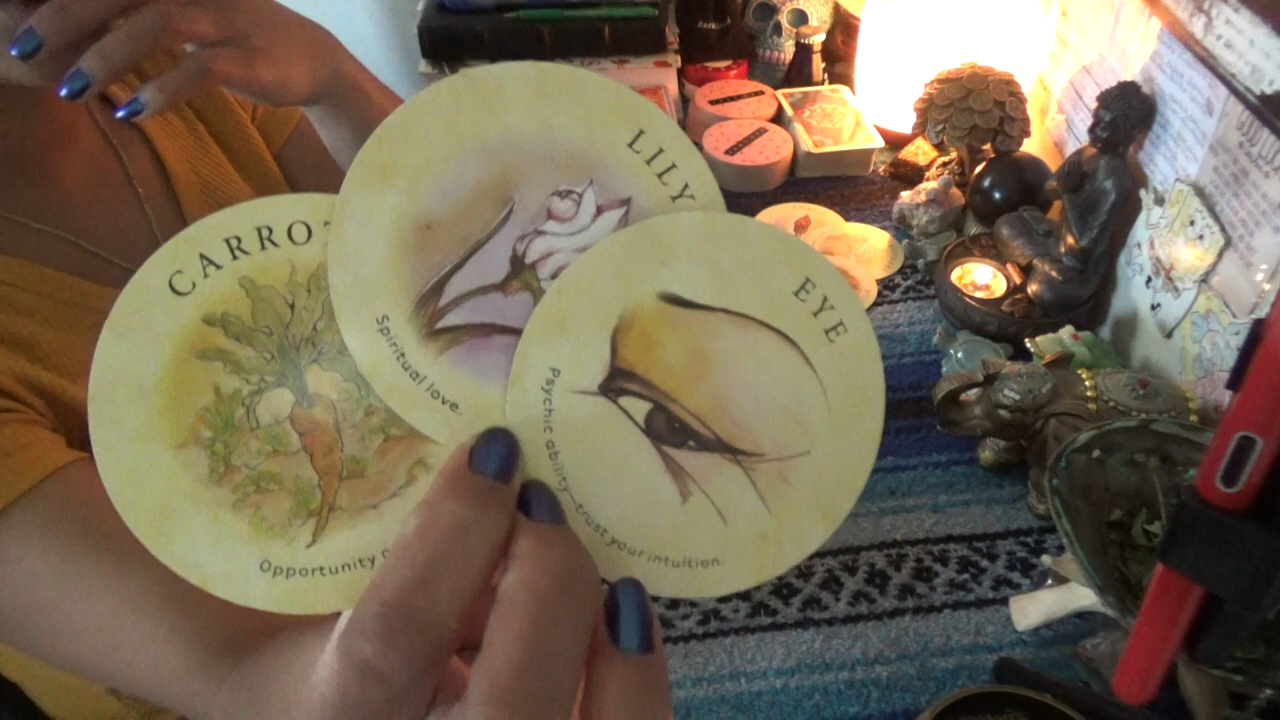 CARRO
Opportunity
LILY
Spiritual love.
EYE
Psychic ability—trust your intuition.